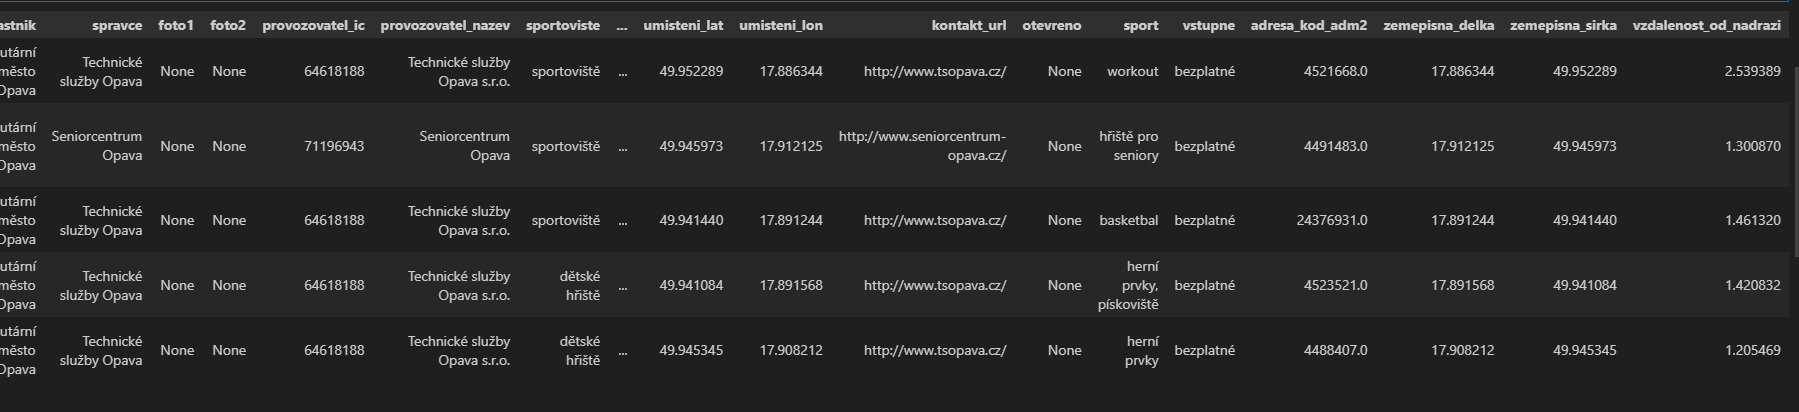 astnik spravce foto1 foto2 provozovatel_ic provozovatel_nazev sportoviste ... umisteni_lat umisteni_lon kontakt_url otevreno sport vstupne adresa_kod_adm2 zemepisna_delka zemepisna_sirka vzdalenost_od_nadrazi
utární
město Technické služby Opava None None 64618188 Technické služby Opava s.r.o. sportoviště ... 49.952289 17.886344 http://www.tsopava.cz/ None workout bezplatné 4521668.0 17.886344 49.952289 2.539389
Opava
utární
město Seniorcentrum Opava None None 71196943 Seniorcentrum Opava sportoviště ... 49.945973 17.912125 http://www.seniorcentrum-opava.cz/ None hřiště pro seniory bezplatné 4491483.0 17.912125 49.945973 1.300870
Opava
utární
město Technické služby Opava None None 64618188 Technické služby Opava s.r.o. sportoviště ... 49.941440 17.891244 http://www.tsopava.cz/ None basketbal bezplatné 24376931.0 17.891244 49.941440 1.461320
Opava
utární
město Technické služby Opava None None 64618188 Technické služby Opava s.r.o. dětské hřiště ... 49.941084 17.891568 http://www.tsopava.cz/ None herní prvky, pískoviště bezplatné 4523521.0 17.891568 49.941084 1.420832
Opava
utární
město Technické služby Opava None None 64618188 Technické služby Opava s.r.o. dětské hřiště ... 49.945345 17.908212 http://www.tsopava.cz/ None herní prvky bezplatné 4488407.0 17.908212 49.945345 1.205469
Opava